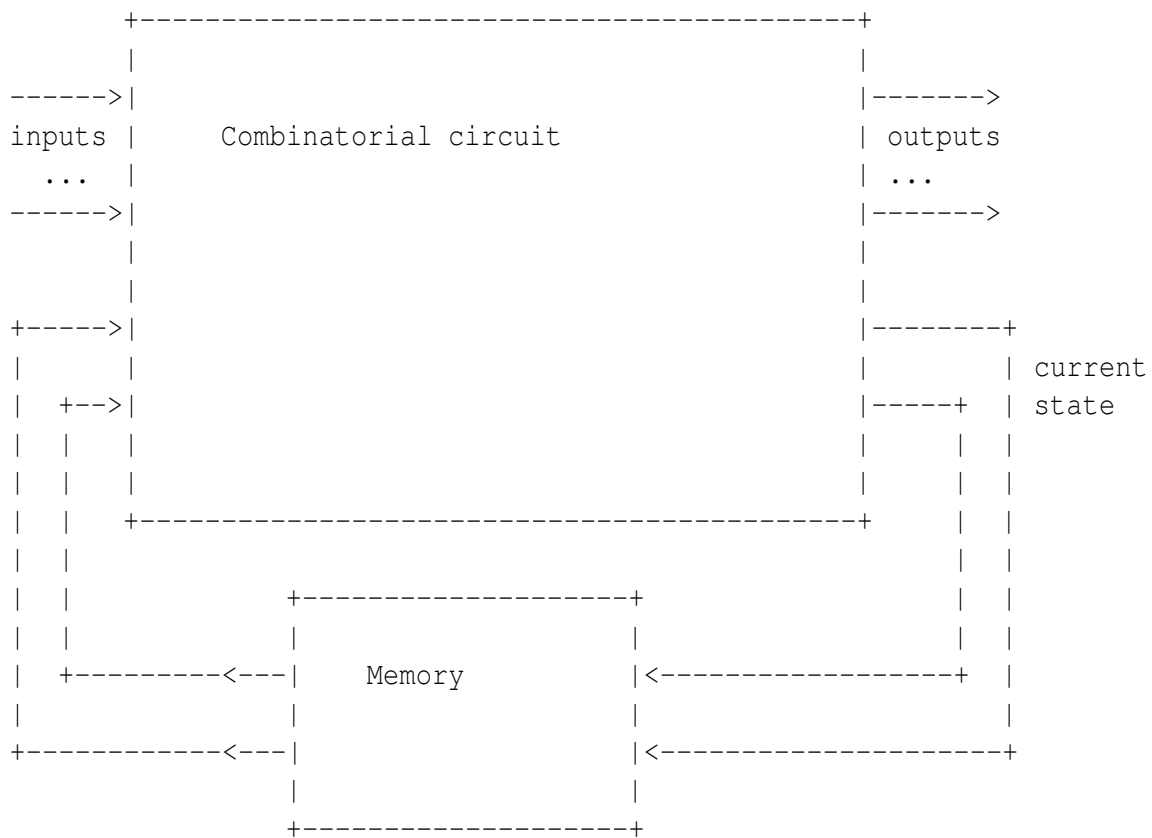 inputs
Combinatorial circuit
outputs
...
...
current
state
Memory